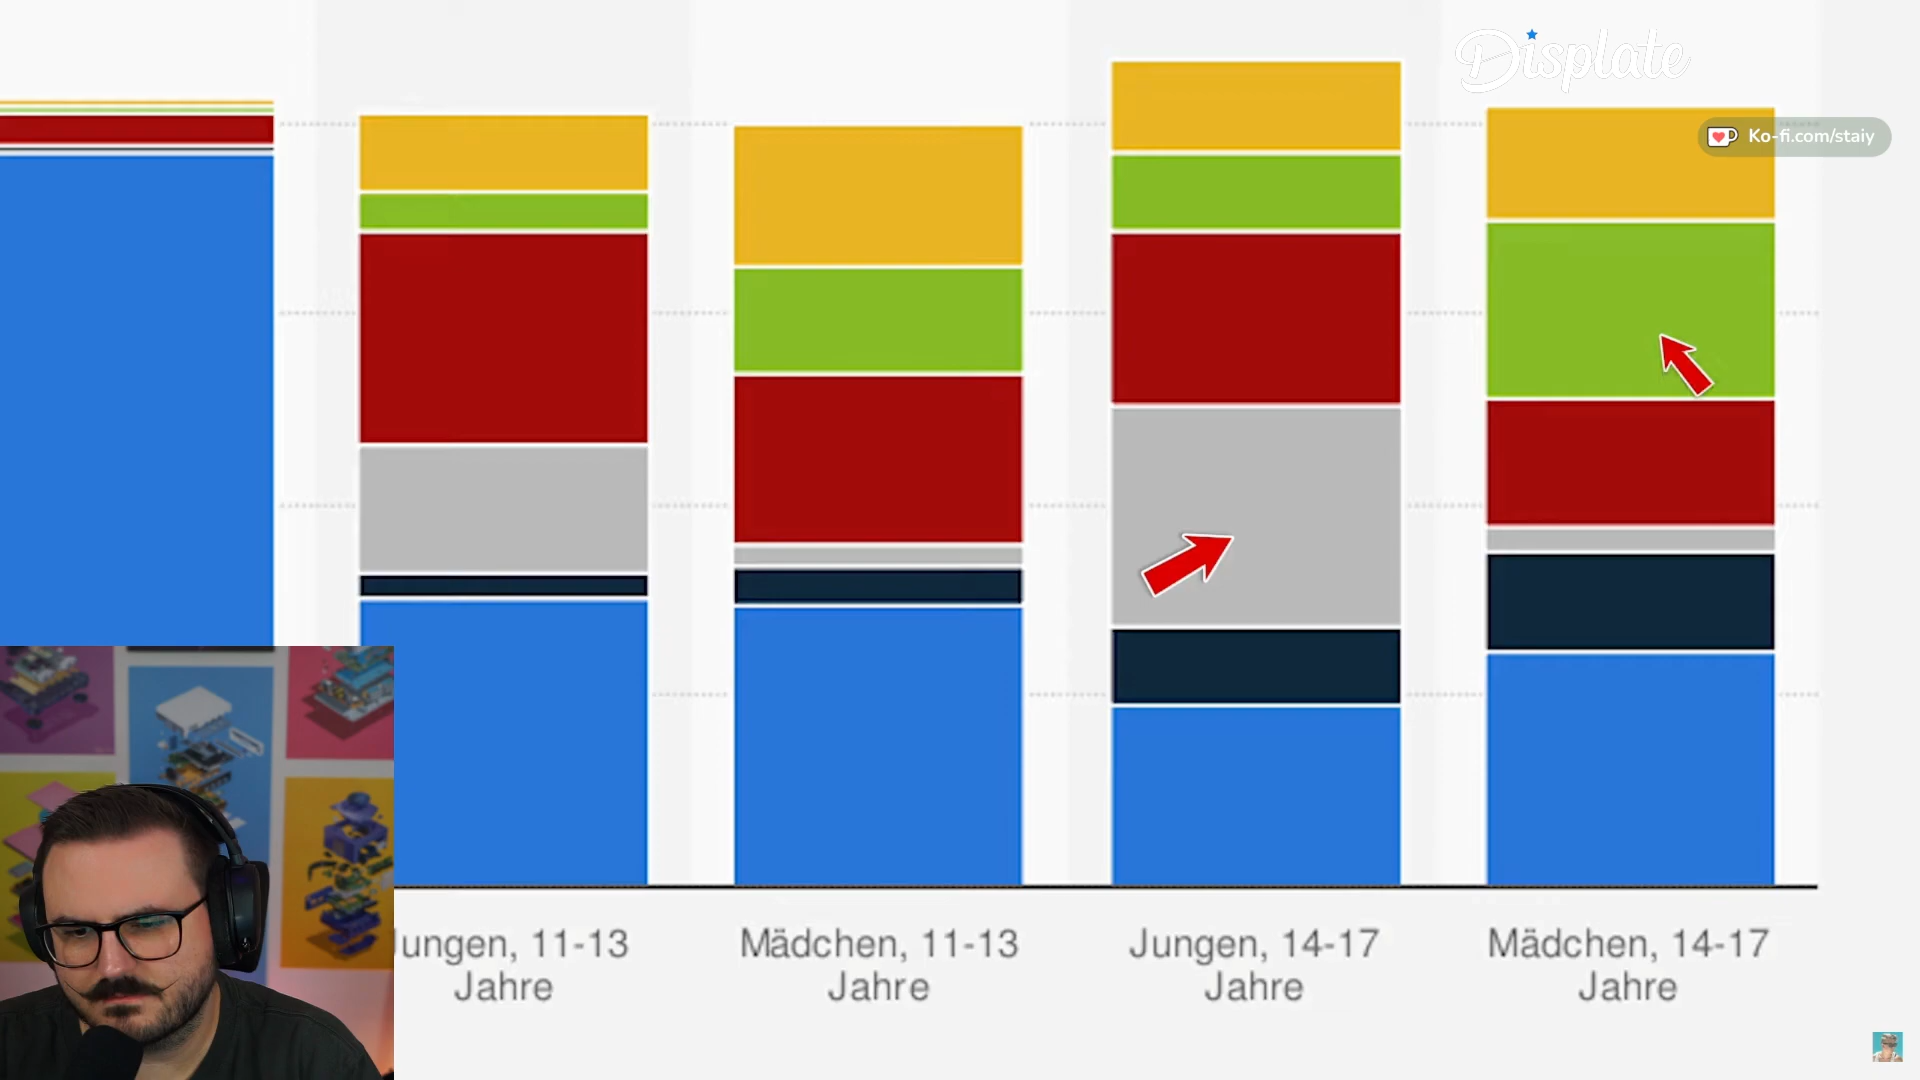 Displate
Ko-fi.com/staiy
Jungen, 11-13
Jahre
Mädchen, 11-13
Jahre
Jungen, 14-17
Jahre
Mädchen, 14-17
Jahre